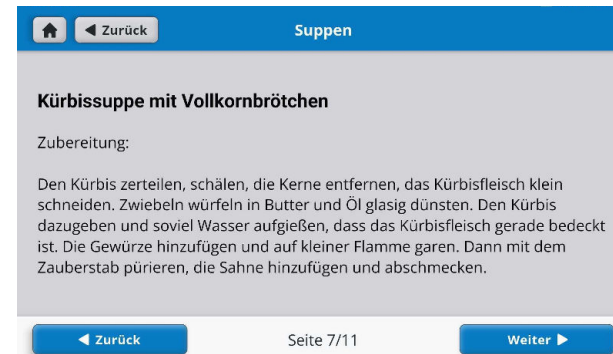 Zurück
Suppen
Kürbissuppe mit Vollkornbrötchen
Zubereitung:
Den Kürbis zerteilen, schälen, die Kerne entfernen, das Kürbisfleisch klein
schneiden. Zwiebeln würfeln in Butter und Öl glasig dünsten. Den Kürbis
dazugeben und soviel Wasser aufgießen, dass das Kürbisfleisch gerade bedeckt
ist. Die Gewürze hinzufügen und auf kleiner Flamme garen. Dann mit dem
Zauberstab pürieren, die Sahne hinzufügen und abschmecken.
Zurück
Seite 7/11
Weiter